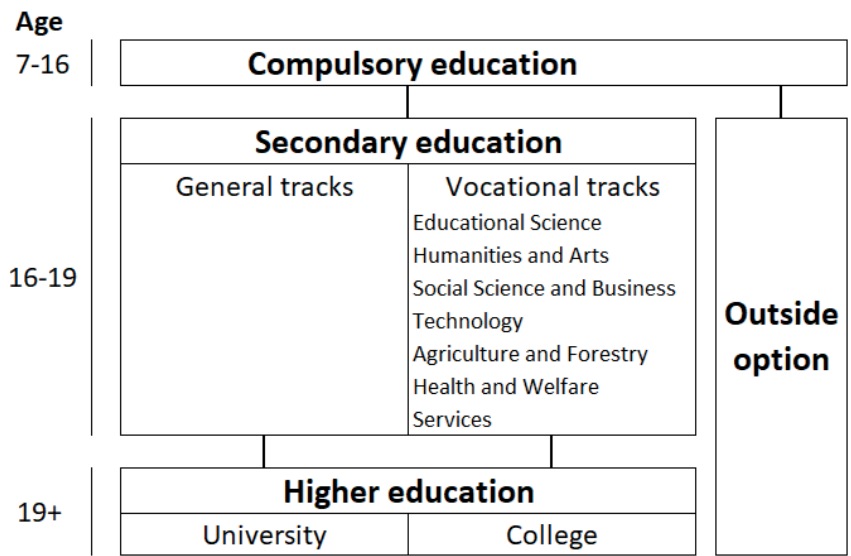 Age
7-16
Compulsory education
Secondary education
General tracks
Vocational tracks
Educational Science
Humanities and Arts
Social Science and Business
Technology
Agriculture and Forestry
Health and Welfare
Services
16-19
Outside
option
Higher education
19+
University
College